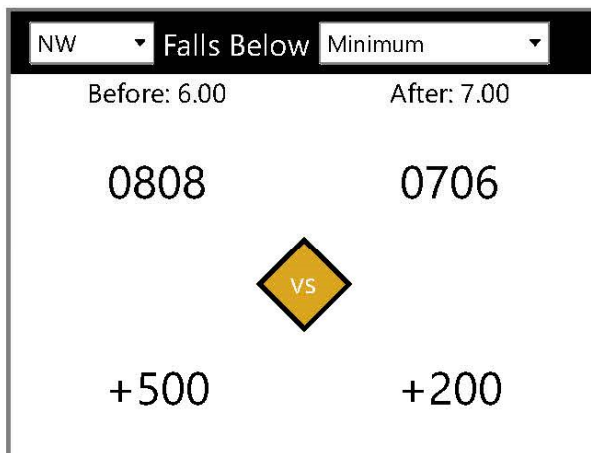 NW Falls Below Minimum
Before: 6.00 After: 7.00
0808 0706
VS
+500 +200